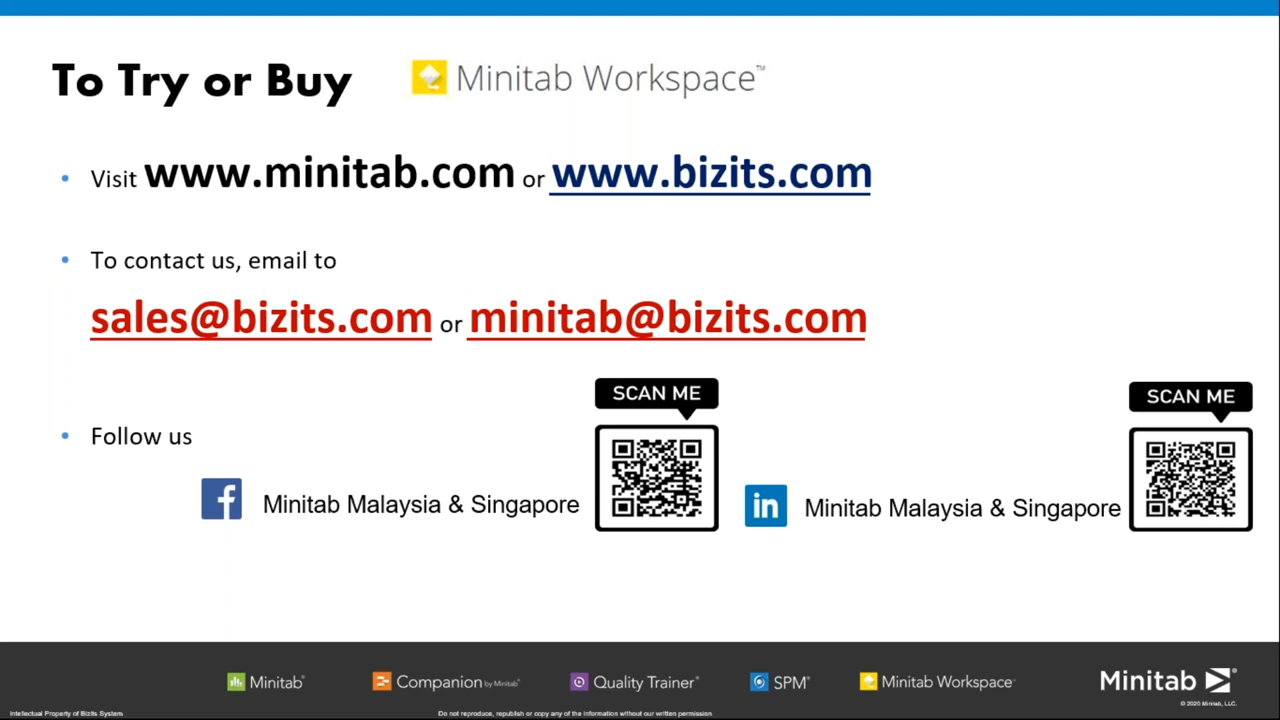 To Try or Buy Minitab Workspace™
• Visit www.minitab.com or www.bizits.com
• To contact us, email to
sales@bizits.com or minitab@bizits.com
SCAN ME SCAN ME
• Follow us
Minitab Malaysia & Singapore in Minitab Malaysia & Singapore
Minitab® Companion by Minitab® Quality Trainer® SPM® Minitab Workspace™ Minitab®
© 2020 Minitab, LLC.
Intellectual Property of Bizits System Do not reproduce, republish or copy any of the information without our written permission